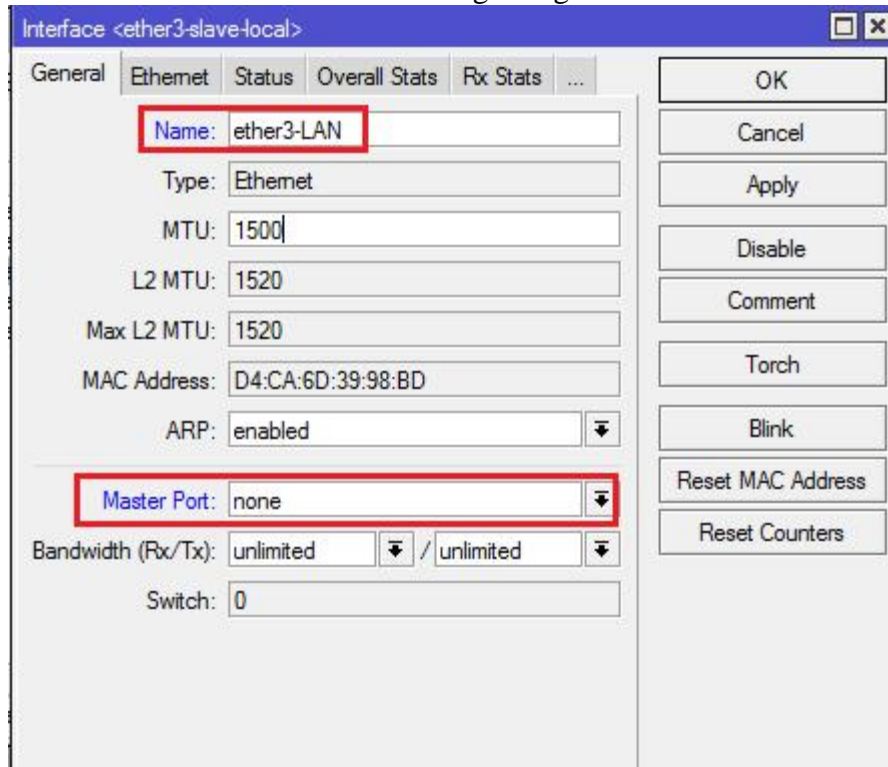 Interface <ether3-slave-local>
General Ethernet Status Overall Stats Rx Stats ...
OK
Name: ether3-LAN
Cancel
Type: Ethernet
Apply
MTU: 1500
Disable
L2 MTU: 1520
Comment
Max L2 MTU: 1520
Torch
MAC Address: D4:CA:6D:39:98:BD
ARP: enabled
Blink
Reset MAC Address
Master Port: none
Reset Counters
Bandwidth (Rx/Tx): unlimited / unlimited
Switch: 0